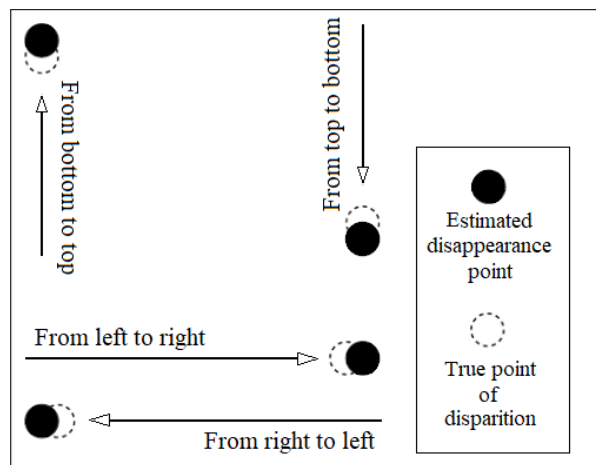 From bottom to top
From top to bottom
Estimated
disappearance
point
From left to right
True point
of
disparition
From right to left